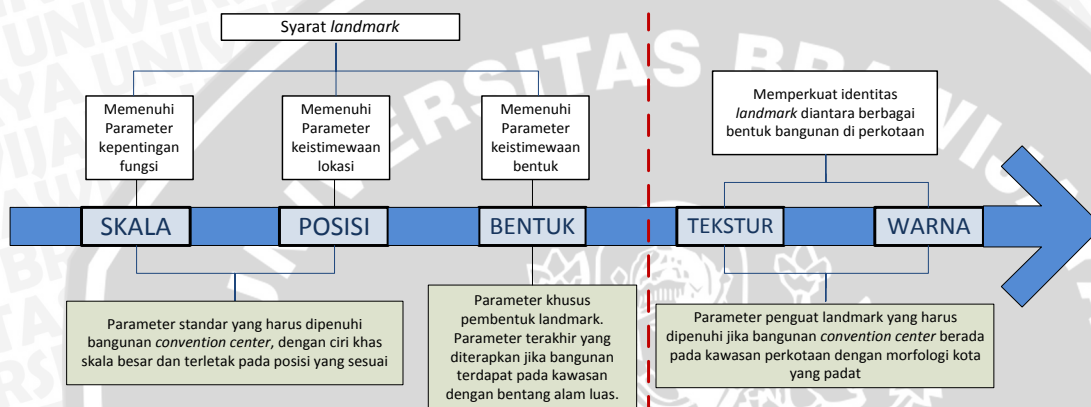 Syarat landmark
Memenuhi
Parameter
kepentingan
fungsi
Memenuhi
Parameter
keistimewaan
lokasi
Memenuhi
Parameter
keistimewaan
bentuk
Memperkuat identitas
landmark diantara berbagai
bentuk bangunan di perkotaan
SKALA
POSISI
BENTUK
TEKSTUR
WARNA
Parameter standar yang harus dipenuhi
bangunan convention center, dengan ciri khas
skala besar dan terletak pada posisi yang sesuai
Parameter khusus
pembentuk landmark.
Parameter terakhir yang
diterapkan jika bangunan
terdapat pada kawasan
dengan bentang alam luas.
Parameter penguat landmark yang harus
dipenuhi jika bangunan convention center berada
pada kawasan perkotaan dengan morfologi kota
yang padat